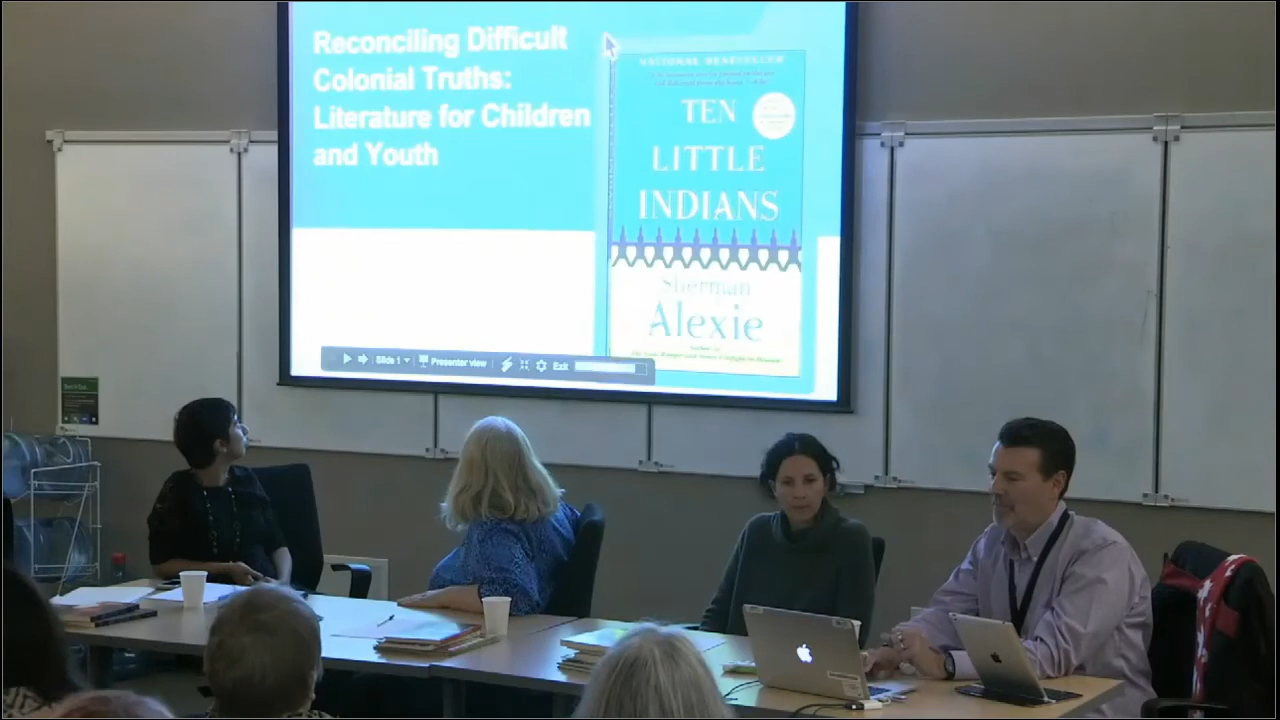 Reconciling Difficult
Colonial Truths:
Literature for Children
and Youth
NATIONAL BESTSELLER
TEN
LITTLE
INDIANS
Sherman
Alexie
Slide 1
Presenter view
Exit